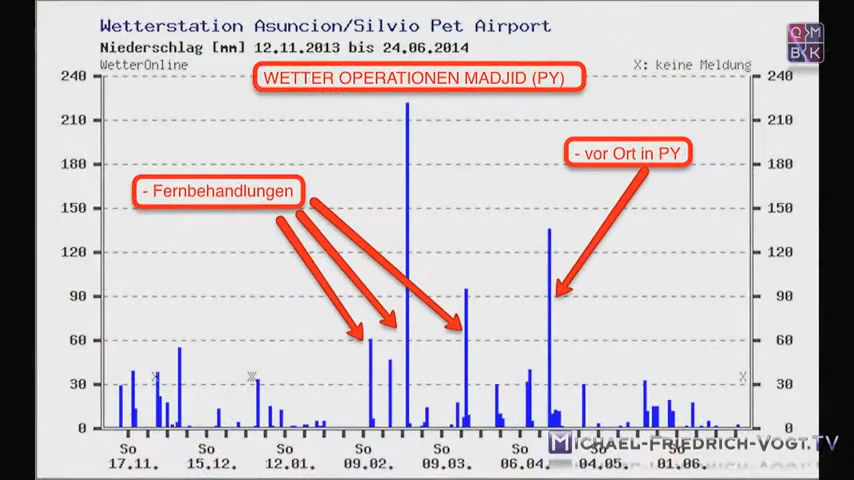 Wetterstation Asuncion/Silvio Pet Airport
Niederschlag [mm] 12.11.2013 bis 24.06.2014
WetterOnline
X: keine Meldung
QMBK
WETTER OPERATIONEN MADJID (PY)
- vor Ort in PY
- Fernbehandlungen
240 240
210 210
180 180
150 150
120 120
90 90
60 60
30 30
0 0
X X X
So So So So So So So So
17.11. 15.12. 12.01. 09.02. 09.03. 06.04. 04.05. 01.06.
MICHAEL-FRIEDRICH-VOGT.TV